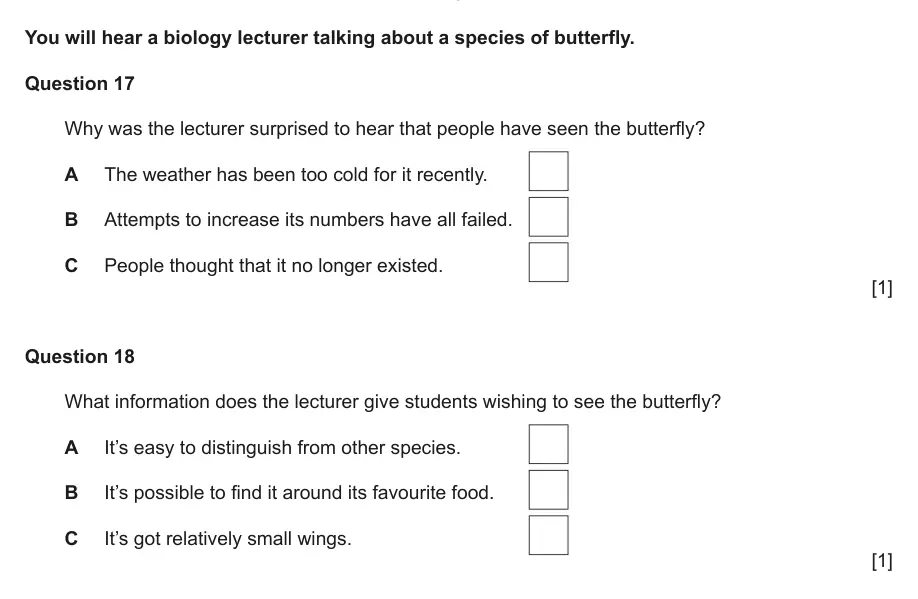 You will hear a biology lecturer talking about a species of butterfly.
Question 17
Why was the lecturer surprised to hear that people have seen the butterfly?
A The weather has been too cold for it recently.
B Attempts to increase its numbers have all failed.
C People thought that it no longer existed.
[1]
Question 18
What information does the lecturer give students wishing to see the butterfly?
A It’s easy to distinguish from other species.
B It’s possible to find it around its favourite food.
C It’s got relatively small wings.
[1]